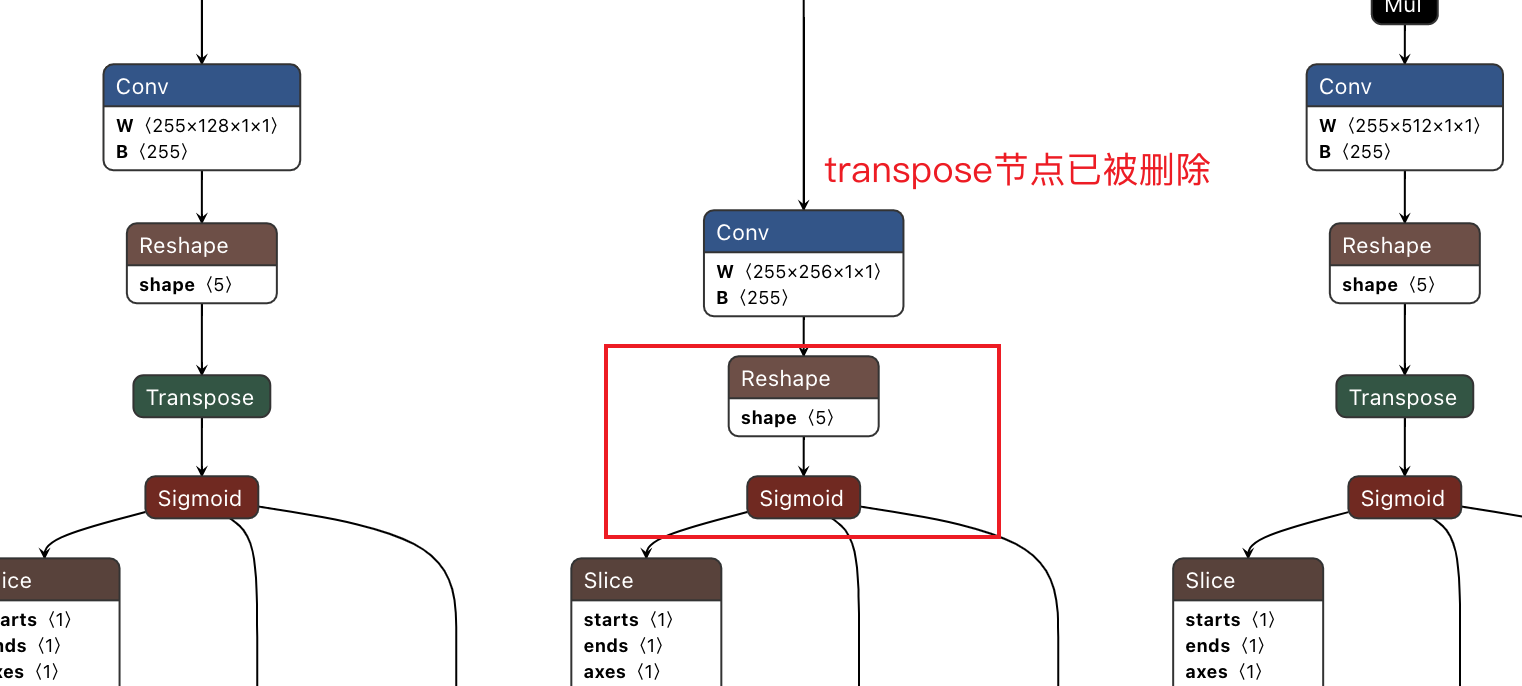 Mul
Conv
W ⟨255×128×1×1⟩
B ⟨255⟩
Conv
W ⟨255×512×1×1⟩
B ⟨255⟩
transpose节点已被删除
Conv
W ⟨255×256×1×1⟩
B ⟨255⟩
Reshape
shape ⟨5⟩
Reshape
shape ⟨5⟩
Reshape
shape ⟨5⟩
Transpose
Transpose
Sigmoid
Sigmoid
Sigmoid
ice
arts ⟨1⟩
nds ⟨1⟩
xes ⟨1⟩
Slice
starts ⟨1⟩
ends ⟨1⟩
axes ⟨1⟩
Slice
starts ⟨1⟩
ends ⟨1⟩
axes ⟨1⟩